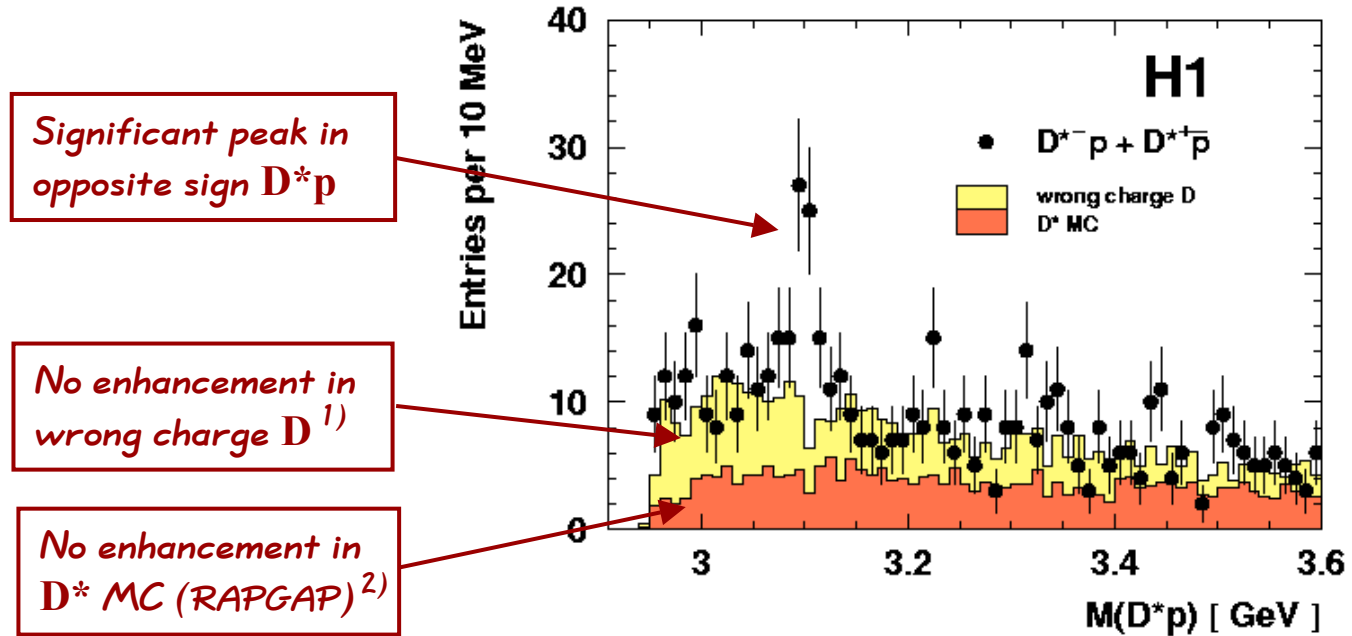 Significant peak in
opposite sign D*p
No enhancement in
wrong charge D 1)
No enhancement in
D* MC (RAPGAP) 2)
Entries per 10 MeV
40
30
20
10
0
H1
D*⁻p + D*⁺p̅
wrong charge D
D* MC
3
3.2
3.4
3.6
M(D*p) [ GeV ]